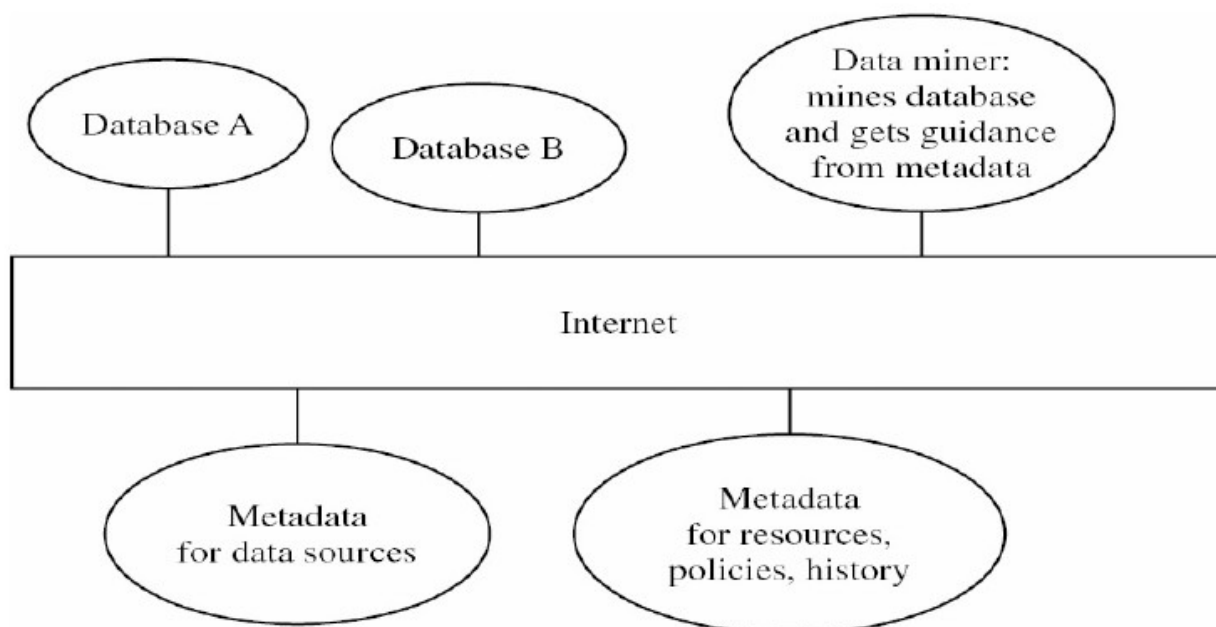 Database A
Database B
Data miner:
mines database
and gets guidance
from metadata
Internet
Metadata
for data sources
Metadata
for resources,
policies, history